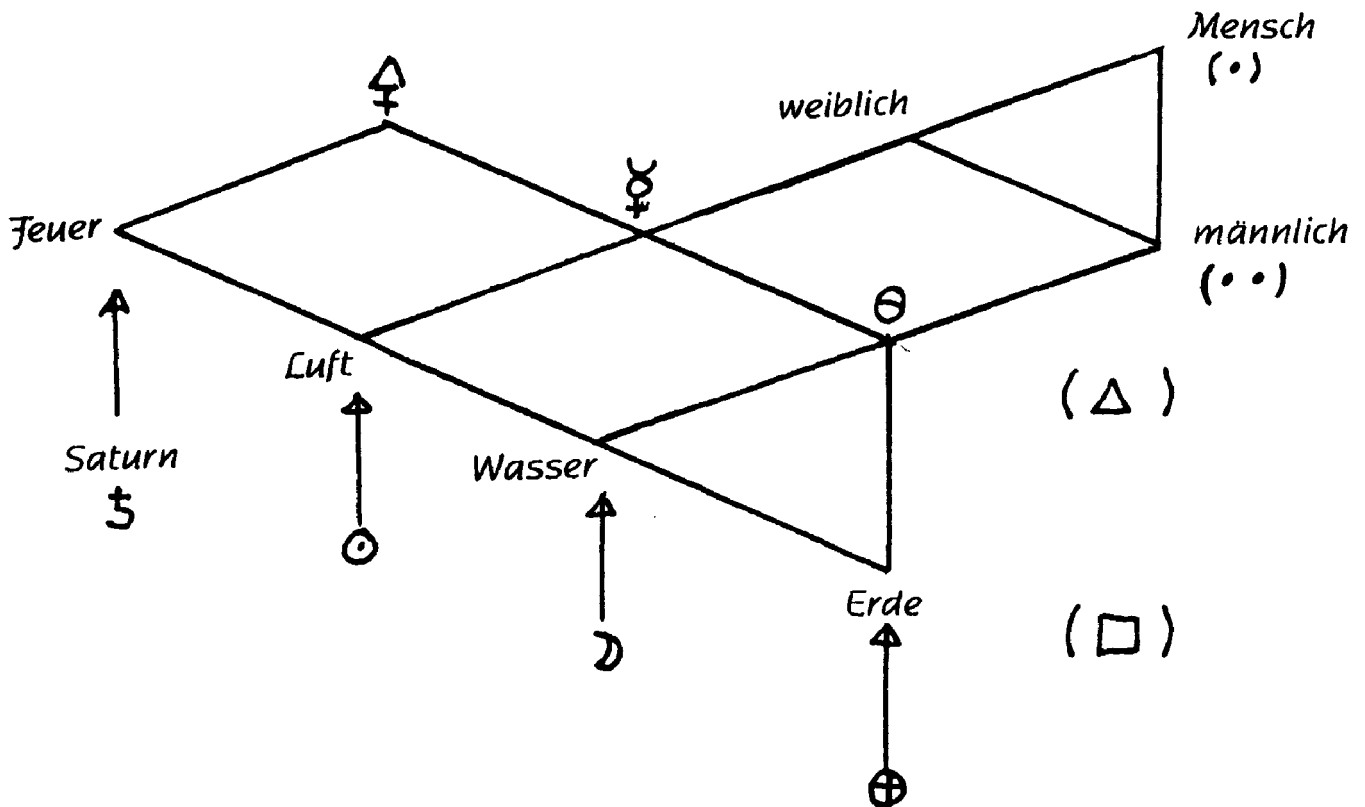 Mensch
(•)
weiblich
Feuer
männlich
(• •)
Luft
Saturn
Wasser
Erde